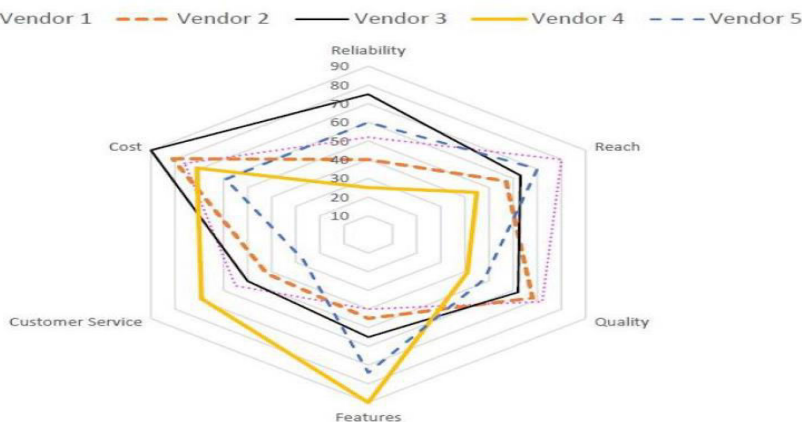 Vendor 1 Vendor 2 Vendor 3 Vendor 4 Vendor 5
Reliability
90
80
70
60
50
40
30
20
10
Cost
Reach
Customer Service
Quality
Features